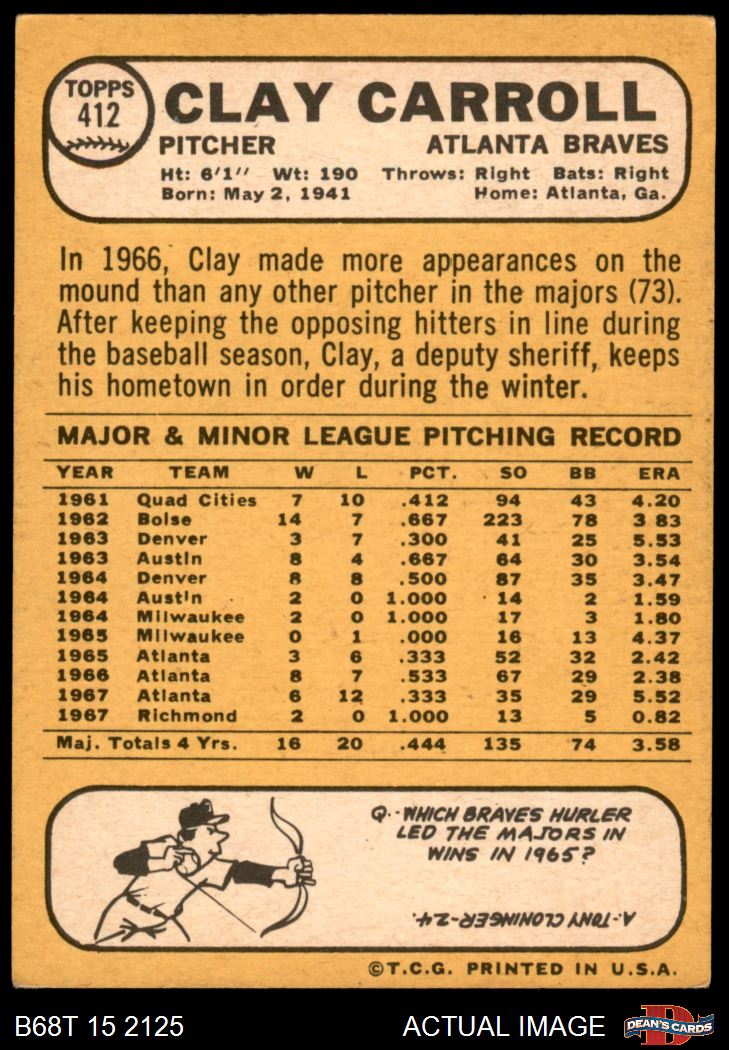 TOPPS
412
CLAY CARROLL
PITCHER ATLANTA BRAVES
Ht: 6'1'' Wt: 190 Throws: Right Bats: Right
Born: May 2, 1941 Home: Atlanta, Ga.
In 1966, Clay made more appearances on the
mound than any other pitcher in the majors (73).
After keeping the opposing hitters in line during
the baseball season, Clay, a deputy sheriff, keeps
his hometown in order during the winter.
MAJOR & MINOR LEAGUE PITCHING RECORD
YEAR TEAM W L PCT. SO BB ERA
1961 Quad Cities 7 10 .412 94 43 4.20
1962 Boise 14 7 .667 223 78 3 83
1963 Denver 3 7 .300 41 25 5.53
1963 Austin 8 4 .667 64 30 3.54
1964 Denver 8 8 .500 87 35 3.47
1964 Austin 2 0 1.000 14 2 1.59
1964 Milwaukee 2 0 1.000 17 3 1.80
1965 Milwaukee 0 1 .000 16 13 4.37
1965 Atlanta 3 6 .333 52 32 2.42
1966 Atlanta 8 7 .533 67 29 2.38
1967 Atlanta 6 12 .333 35 29 5.52
1967 Richmond 2 0 1.000 13 5 0.82
Maj. Totals 4 Yrs. 16 20 .444 135 74 3.58
Q-- WHICH BRAVES HURLER
LED THE MAJORS IN
WINS IN 1965?
A-TONY CLONINGER-24.
©T.C.G. PRINTED IN U.S.A.
B68T 15 2125 ACTUAL IMAGE
D
DEAN'S CARDS